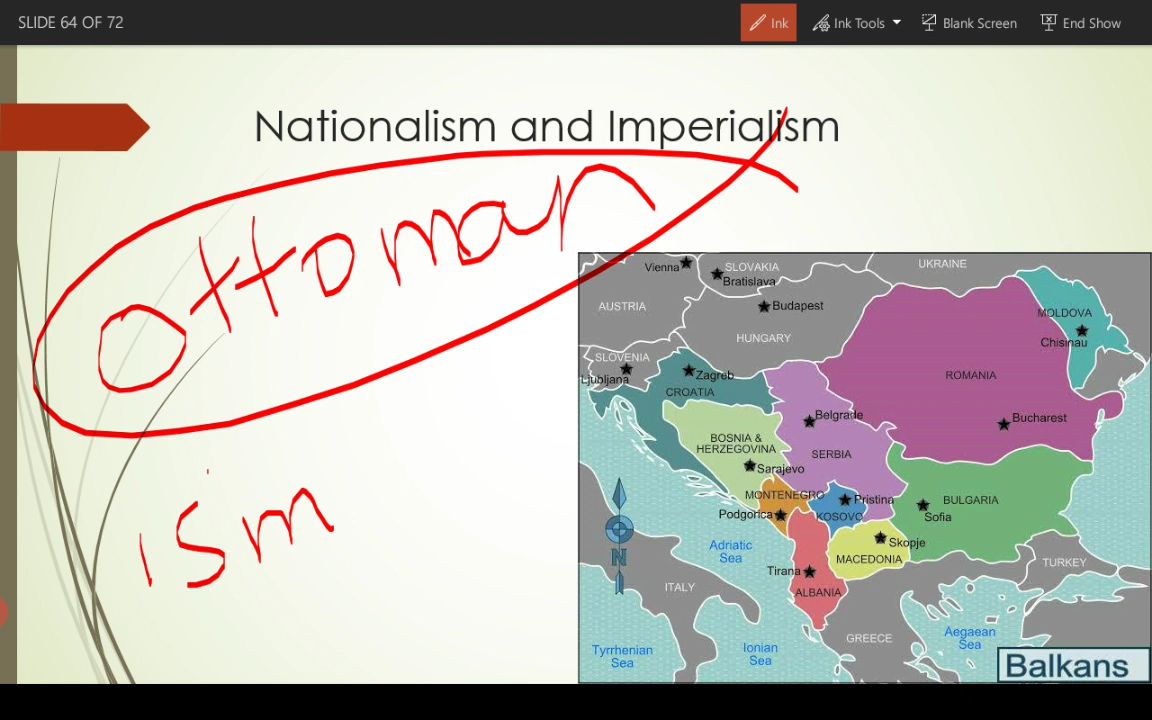 SLIDE 64 OF 72
Ink
Ink Tools
Blank Screen
End Show
Nationalism and Imperialism
Ottoman
ism
Vienna
SLOVAKIA
Bratislava
UKRAINE
AUSTRIA
Budapest
HUNGARY
MOLDOVA
Chisinau
SLOVENIA
Ljubljana
Zagreb
CROATIA
ROMANIA
Belgrade
Bucharest
BOSNIA &
HERZEGOVINA
SERBIA
Sarajevo
MONTENEGRO
Pristina
BULGARIA
Podgorica
KOSOVO
Sofia
Adriatic
Sea
Skopje
MACEDONIA
N
Tirana
TURKEY
ITALY
ALBANIA
GREECE
Aegaean
Sea
Tyrrhenian
Sea
Ionian
Sea
Balkans